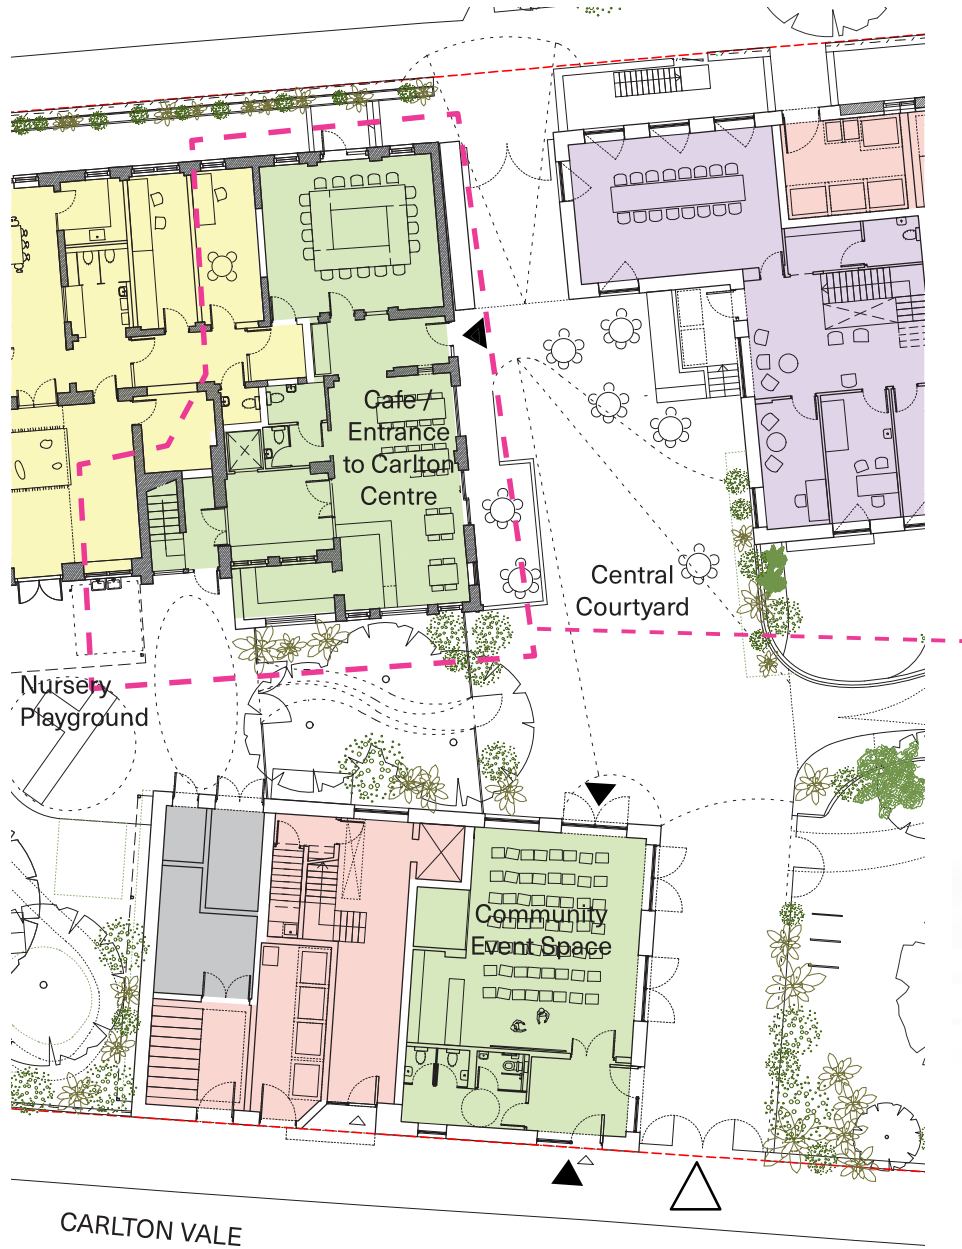 Cafe /
Entrance
to Carlton
Centre
Central
Courtyard
Nursery
Playground
Community
Event Space
CARLTON VALE